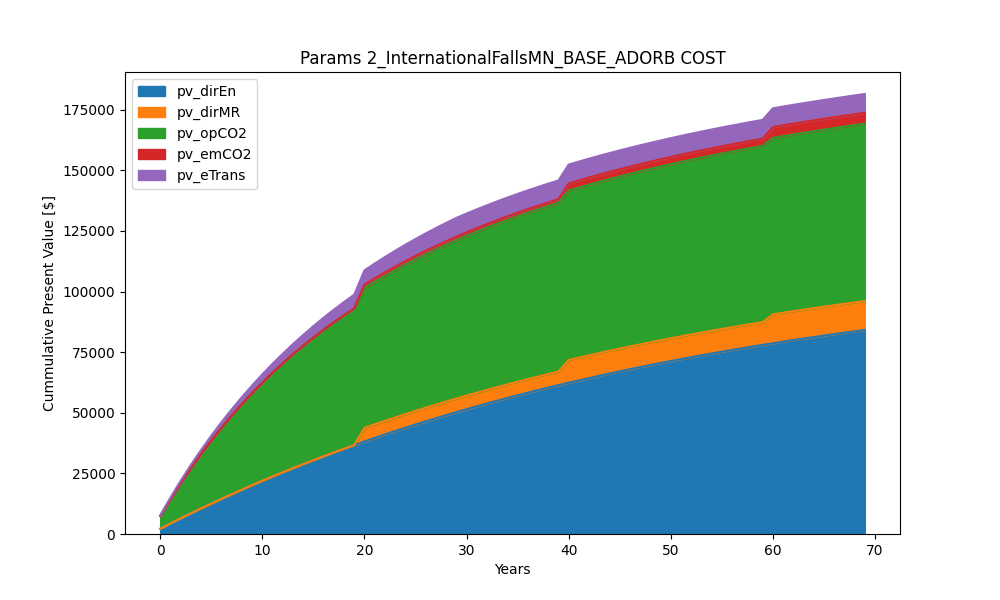 Params 2_InternationalFallsMN_BASE_ADORB COST
pv_dirEn
pv_dirMR
pv_opCO2
pv_emCO2
pv_eTrans
Cummulative Present Value [$]
175000
150000
125000
100000
75000
50000
25000
0
0 10 20 30 40 50 60 70
Years